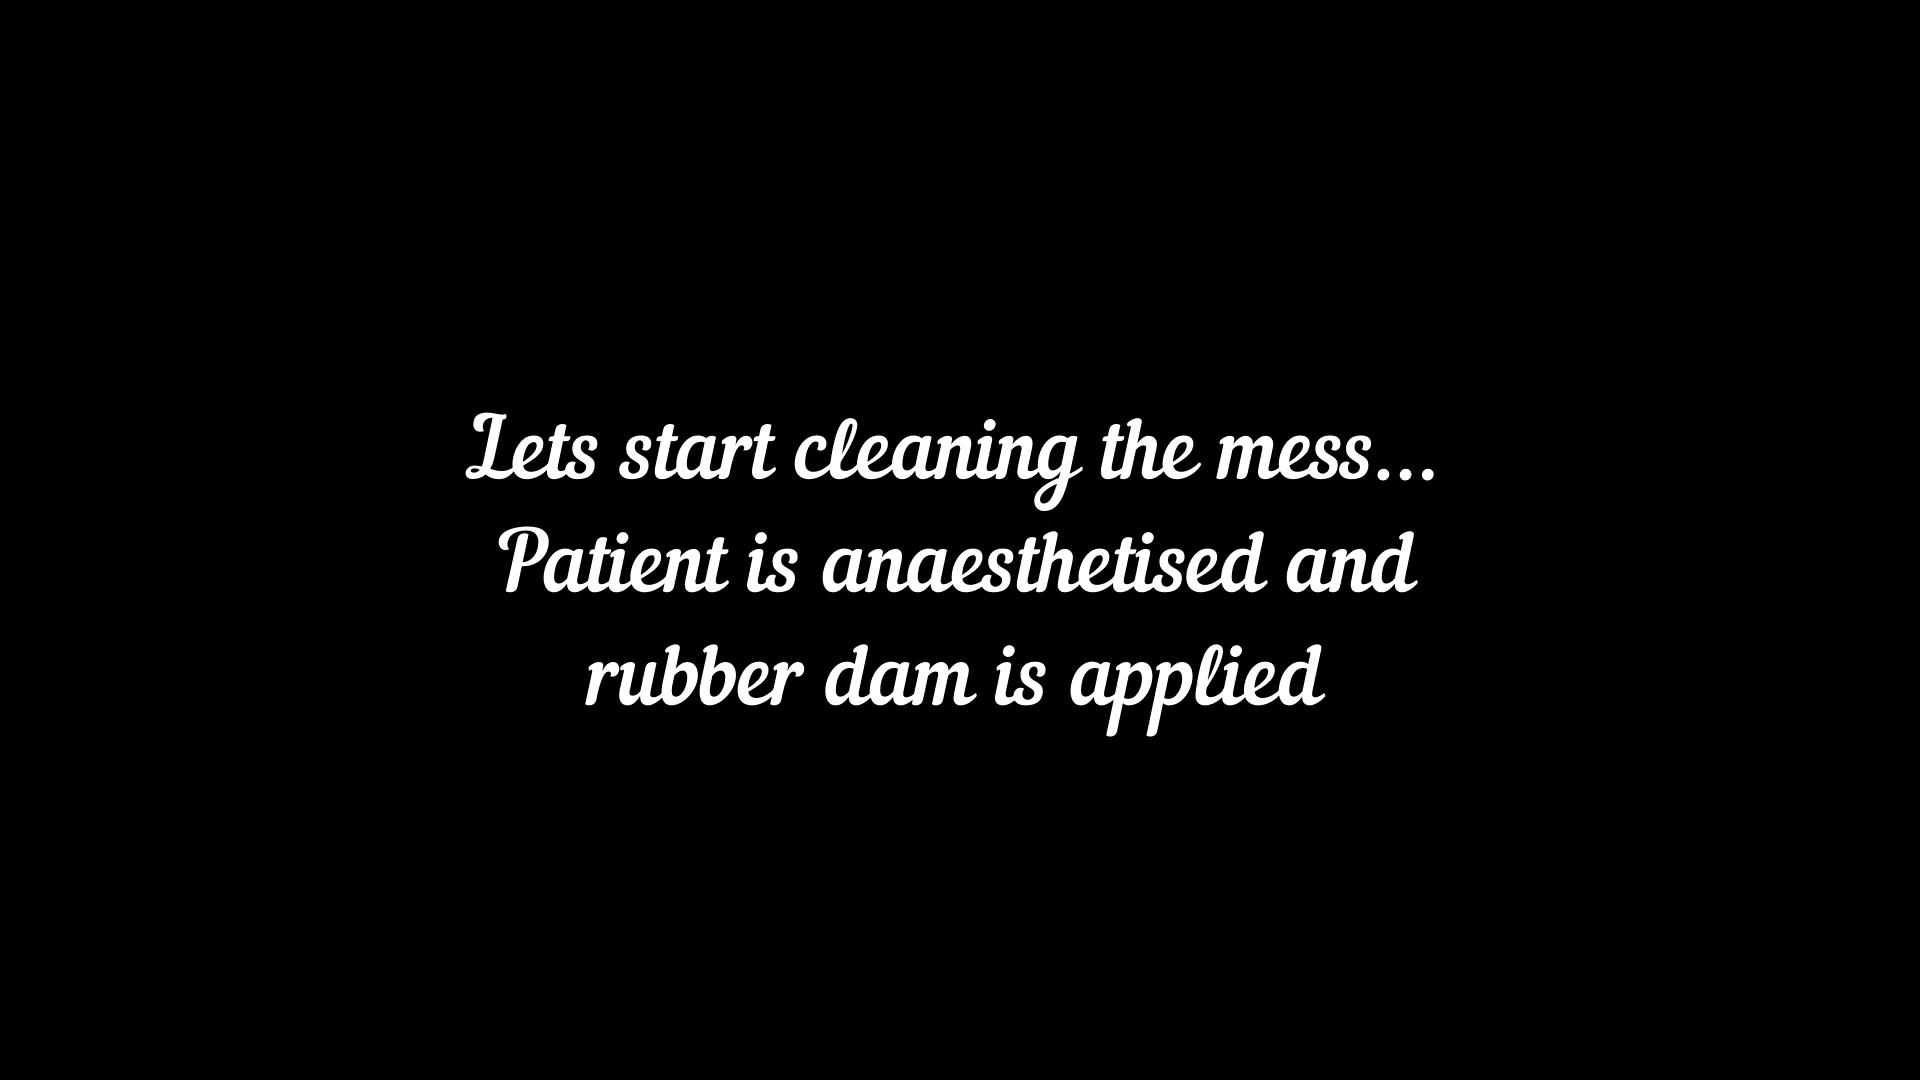 Lets start cleaning the mess...
Patient is anaesthetised and
rubber dam is applied